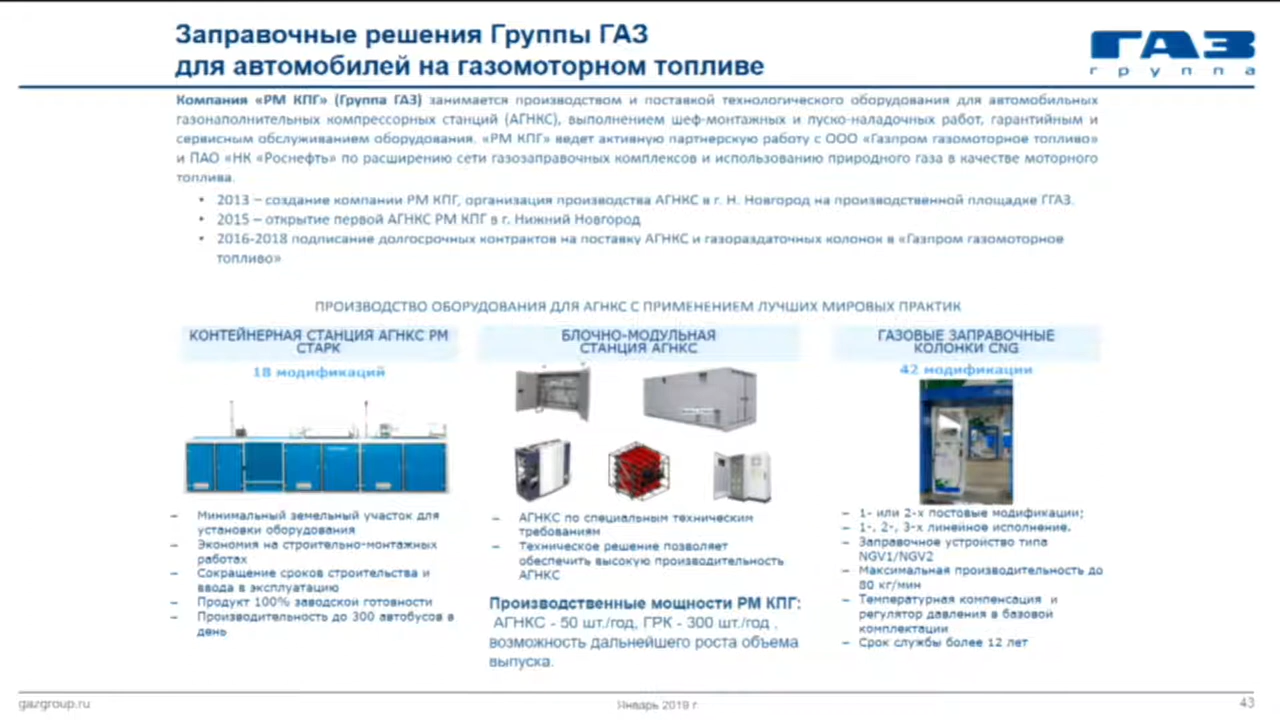 Заправочные решения Группы ГАЗ
для автомобилей на газомоторном топливе
ГАЗ
группа
Компания «РМ КПГ» (Группа ГАЗ) занимается производством и поставкой технологического оборудования для автомобильных
газонаполнительных компрессорных станций (АГНКС), выполнением шеф-монтажных и пуско-наладочных работ, гарантийным и
сервисным обслуживанием оборудования. «РМ КПГ» ведет активную партнерскую работу с ООО «Газпром газомоторное топливо»
и ПАО «НК «Роснефть» по расширению сети газозаправочных комплексов и использованию природного газа в качестве моторного
топлива.
• 2013 – создание компании РМ КПГ, организация производства АГНКС в г. Н. Новгород на производственной площадке ГГАЗ.
• 2015 – открытие первой АГНКС РМ КПГ в г. Нижний Новгород
• 2016-2018 подписание долгосрочных контрактов на поставку АГНКС и газораздаточных колонок в «Газпром газомоторное
топливо»
ПРОИЗВОДСТВО ОБОРУДОВАНИЯ ДЛЯ АГНКС С ПРИМЕНЕНИЕМ ЛУЧШИХ МИРОВЫХ ПРАКТИК
КОНТЕЙНЕРНАЯ СТАНЦИЯ АГНКС РМ
СТАРК
18 модификаций
– Минимальный земельный участок для
установки оборудования
– Экономия на строительно-монтажных
работах
– Сокращение сроков строительства и
ввода в эксплуатацию
– Продукт 100% заводской готовности
– Производительность до 300 автобусов в
день
БЛОЧНО-МОДУЛЬНАЯ
СТАНЦИЯ АГНКС
– АГНКС по специальным техническим
требованиям
– Техническое решение позволяет
обеспечить высокую производительность
АГНКС
Производственные мощности РМ КПГ:
АГНКС - 50 шт./год, ГРК - 300 шт./год ,
возможность дальнейшего роста объема
выпуска.
ГАЗОВЫЕ ЗАПРАВОЧНЫЕ
КОЛОНКИ CNG
42 модификации
– 1- или 2-х постовые модификации;
– 1-, 2-, 3-х линейное исполнение.
– Заправочное устройство типа
NGV1/NGV2
– Максимальная производительность до
80 кг/мин
– Температурная компенсация и
регулятор давления в базовой
комплектации
– Срок службы более 12 лет
gazgroup.ru
Январь 2019 г.
43